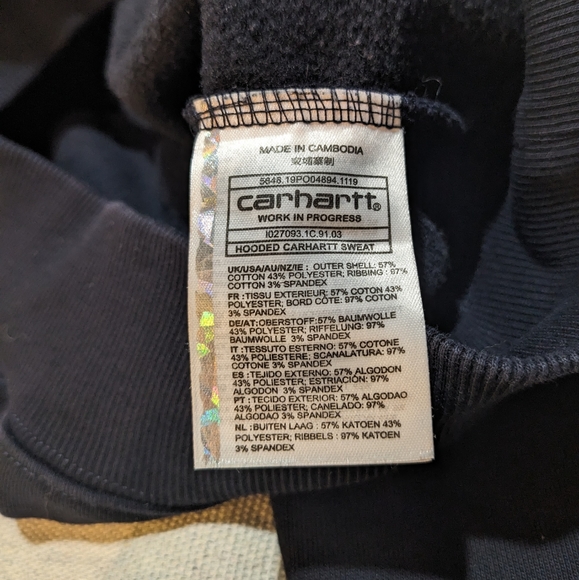 MADE IN CAMBODIA
柬埔寨制
5648.19PO04894.1119
carhartt®
WORK IN PROGRESS
I027093.1C.91.03
HOODED CARHARTT SWEAT
UK/USA/AU/NZ/IE : OUTER SHELL: 57%
COTTON 43% POLYESTER; RIBBING : 97%
COTTON 3% SPANDEX
FR :TISSU EXTERIEUR; 57% COTON 43%
POLYESTER; BORD CÔTE: 97% COTON
3% SPANDEX
DE/AT:OBERSTOFF:57% BAUMWOLLE
43% POLYESTER; RIFFELUNG: 97%
BAUMWOLLE 3% SPANDEX
IT : TESSUTO ESTERNO: 57% COTONE
43% POLIESTERE; SCANALATURA: 97%
COTONE 3% SPANDEX
ES : TEJIDO EXTERNO: 57% ALGODON
43% POLIESTER; ESTRIACIÓN: 97%
ALGODON 3% SPANDEX
PT : TECIDO EXTERIOR: 57% ALGODAO
43% POLIESTER; CANELADO: 97%
ALGODAO 3% SPANDEX
NL : BUITEN LAAG : 57% KATOEN 43%
POLYESTER; RIBBELS : 97% KATOEN
3% SPANDEX